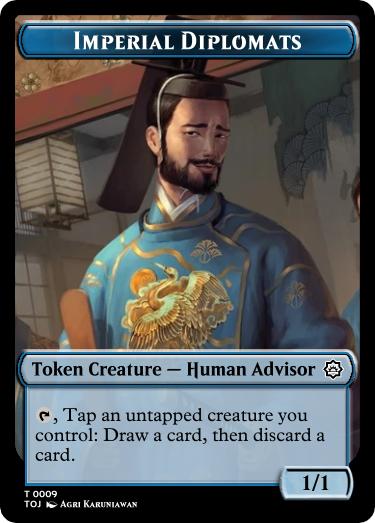 Imperial Diplomats
Token Creature — Human Advisor
, Tap an untapped creature you
control: Draw a card, then discard a
card.
1/1
T 0009
TOJ Agri Karuniawan